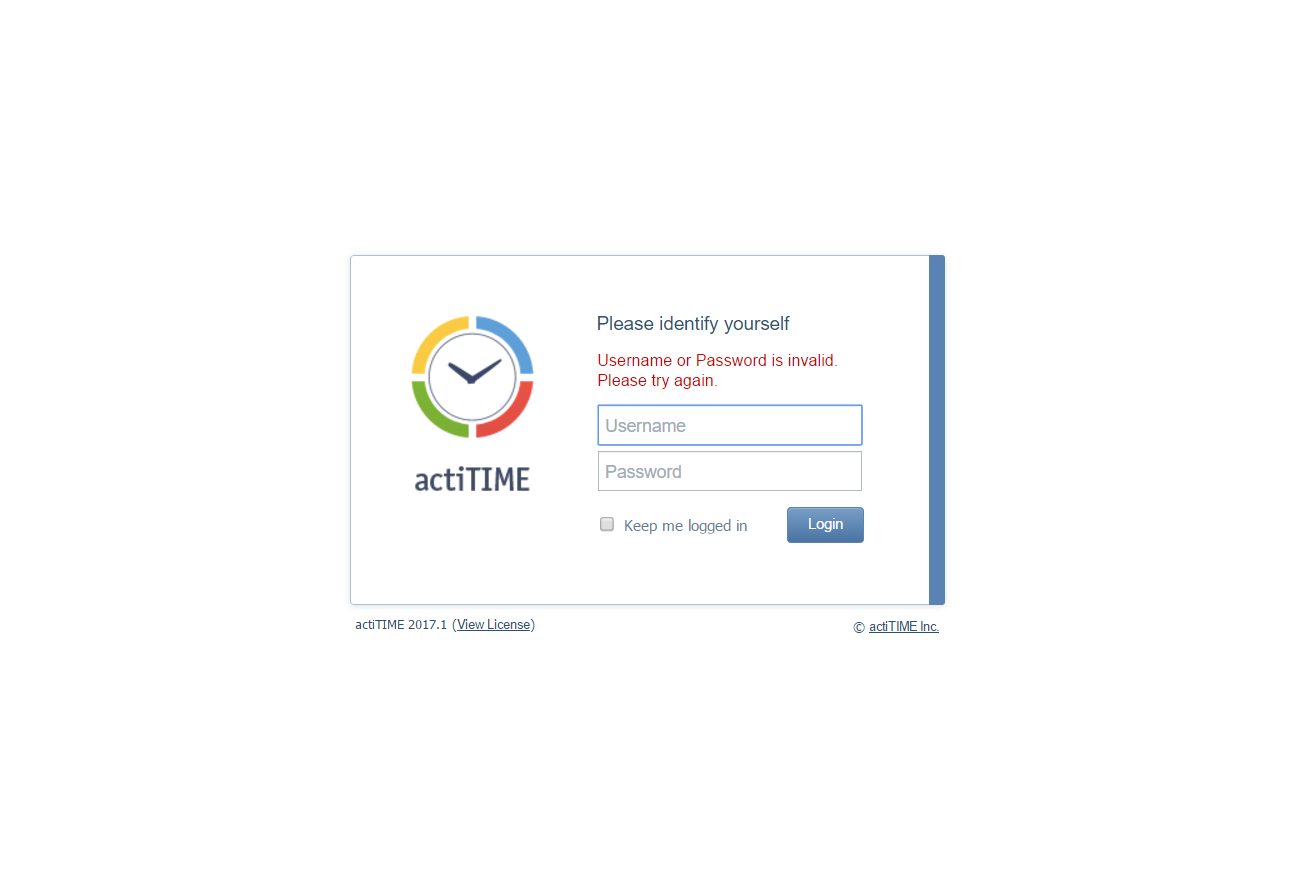 Please identify yourself
Username or Password is invalid.
Please try again.
Username
Password
actiTIME
Keep me logged in
Login
actiTIME 2017.1 (View License)
© actiTIME Inc.